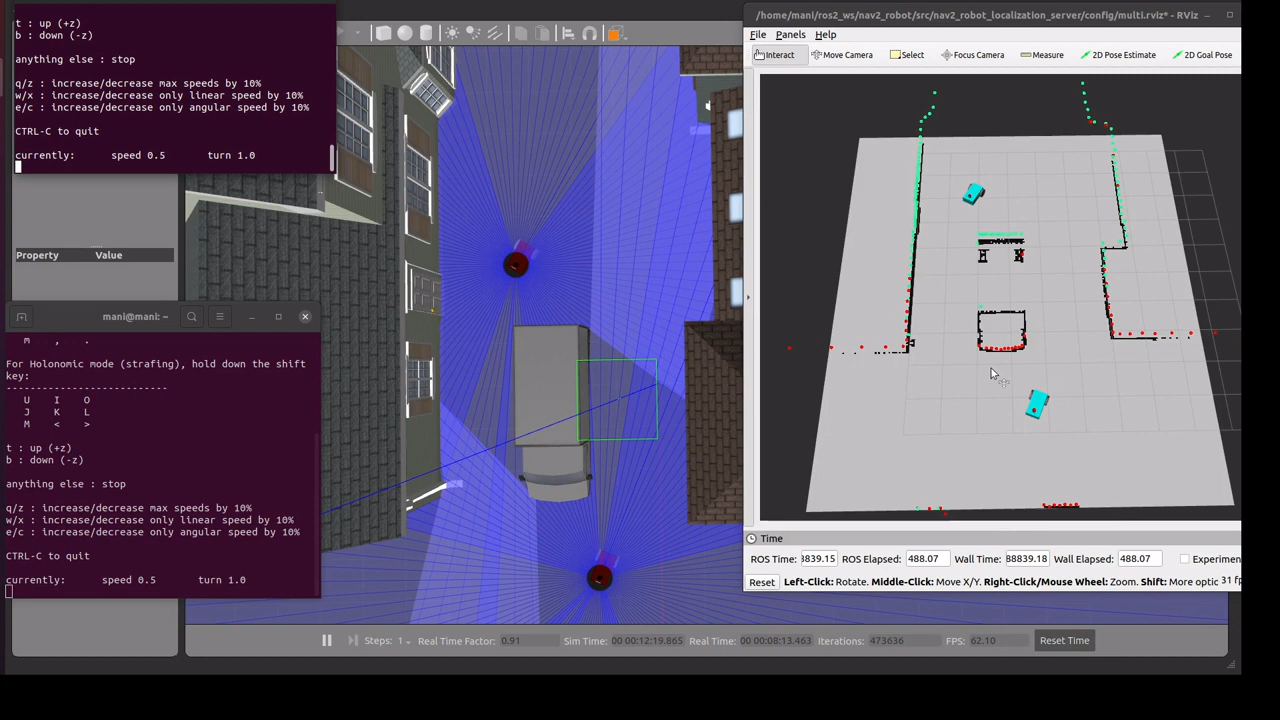 t : up (+z)
b : down (-z)
anything else : stop
q/z : increase/decrease max speeds by 10%
w/x : increase/decrease only linear speed by 10%
e/c : increase/decrease only angular speed by 10%
CTRL-C to quit
currently: speed 0.5 turn 1.0
Property Value
mani@mani: ~
M , .
For Holonomic mode (strafing), hold down the shift
key:
---------------------------
U I O
J K L
M < >
t : up (+z)
b : down (-z)
anything else : stop
q/z : increase/decrease max speeds by 10%
w/x : increase/decrease only linear speed by 10%
e/c : increase/decrease only angular speed by 10%
CTRL-C to quit
currently: speed 0.5 turn 1.0
Steps: 1 Real Time Factor: 0.91 Sim Time: 00 00:12:19.865 Real Time: 00 00:08:13.463 Iterations: 473636 FPS: 62.10 Reset Time
/home/mani/ros2_ws/nav2_robot/src/nav2_robot_localization_server/config/multi.rviz* - RViz
File Panels Help
Interact Move Camera Select Focus Camera Measure 2D Pose Estimate 2D Goal Pose
Time
ROS Time: 3839.15 ROS Elapsed: 488.07 Wall Time: 88839.18 Wall Elapsed: 488.07 Experimen
Reset Left-Click: Rotate. Middle-Click: Move X/Y. Right-Click/Mouse Wheel: Zoom. Shift: More optic 31 fp